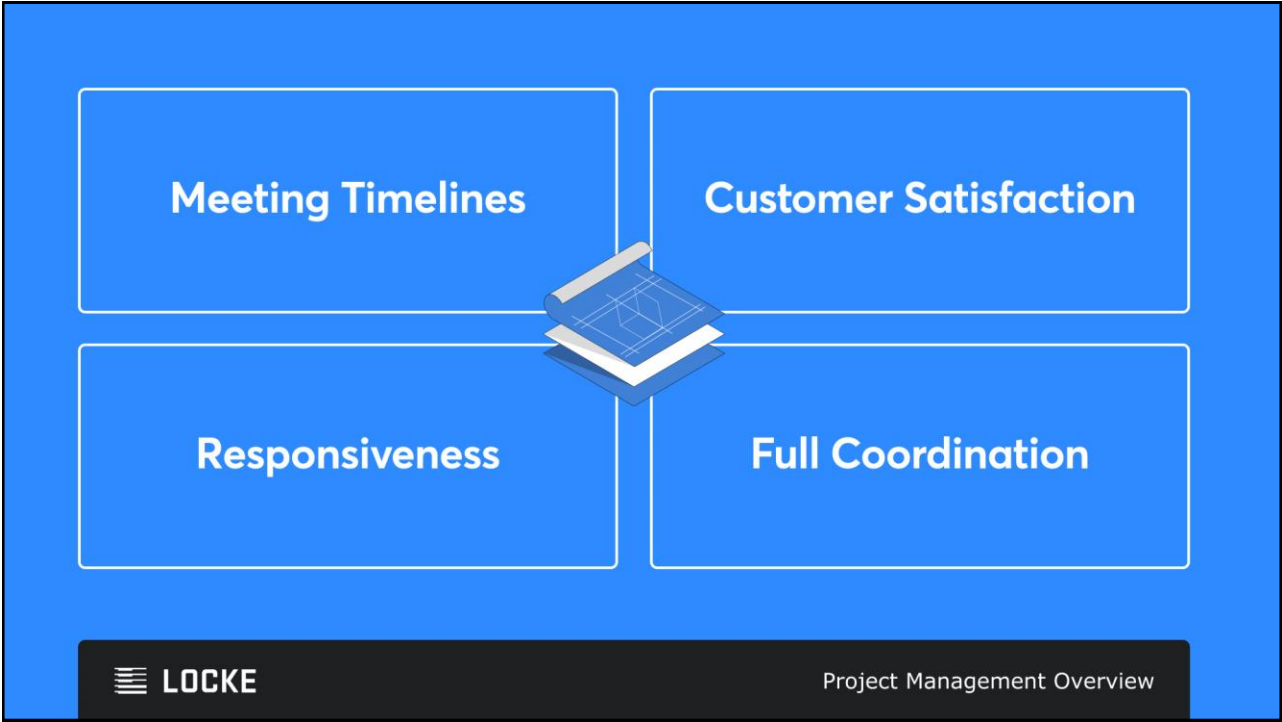 Meeting Timelines
Customer Satisfaction
Responsiveness
Full Coordination
LOCKE
Project Management Overview